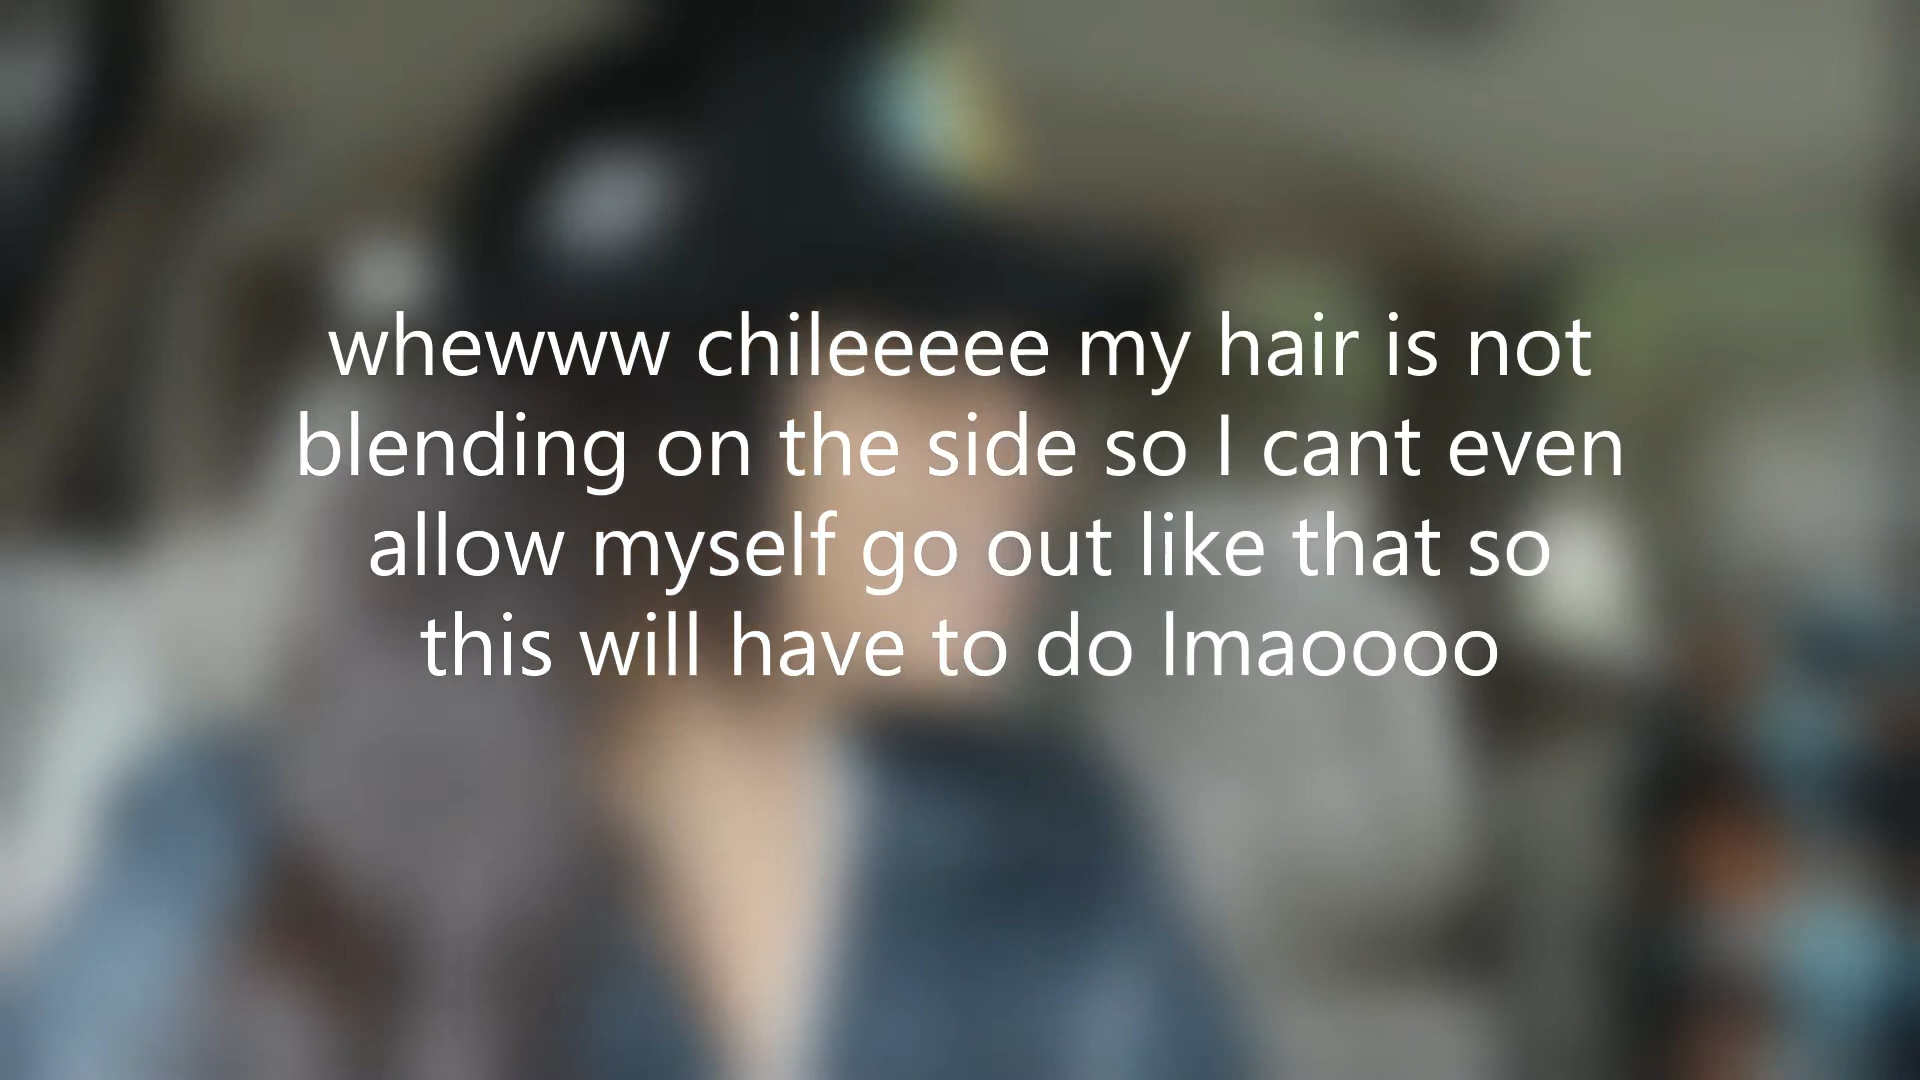 whewww chileeeee my hair is not
blending on the side so I cant even
allow myself go out like that so
this will have to do lmaoooo